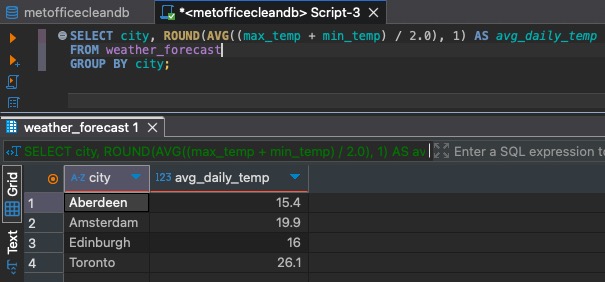 metofficecleandb
*<metofficecleandb> Script-3
SELECT city, ROUND(AVG((max_temp + min_temp) / 2.0), 1) AS avg_daily_temp
FROM weather_forecast
GROUP BY city;
weather_forecast 1
SELECT city, ROUND(AVG((max_temp + min_temp) / 2.0), 1) AS av
Enter a SQL expression to
Grid
Text
A-Z city
123 avg_daily_temp
1 Aberdeen 15.4
2 Amsterdam 19.9
3 Edinburgh 16
4 Toronto 26.1